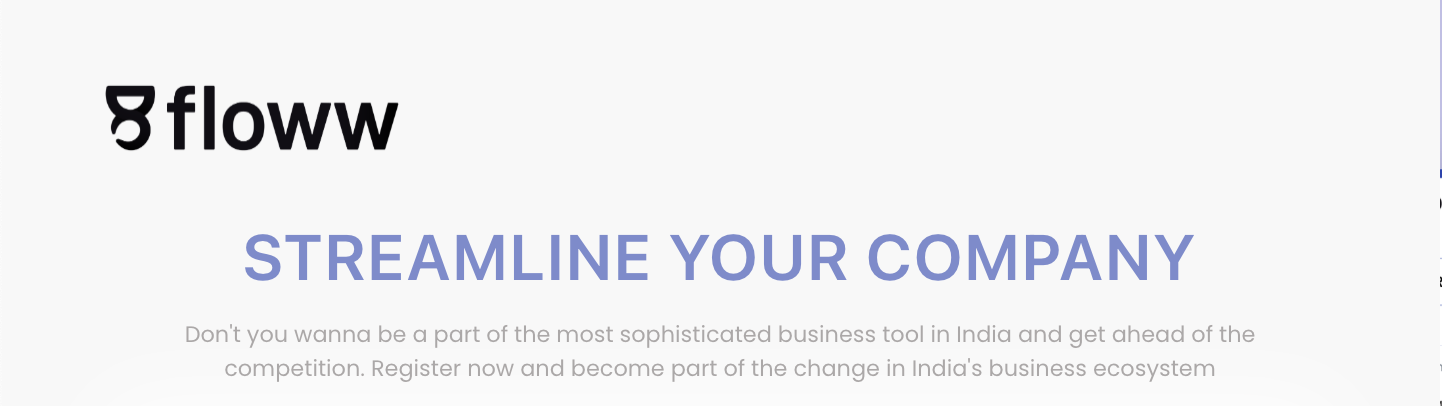 floww
STREAMLINE YOUR COMPANY
Don't you wanna be a part of the most sophisticated business tool in India and get ahead of the
competition. Register now and become part of the change in India's business ecosystem